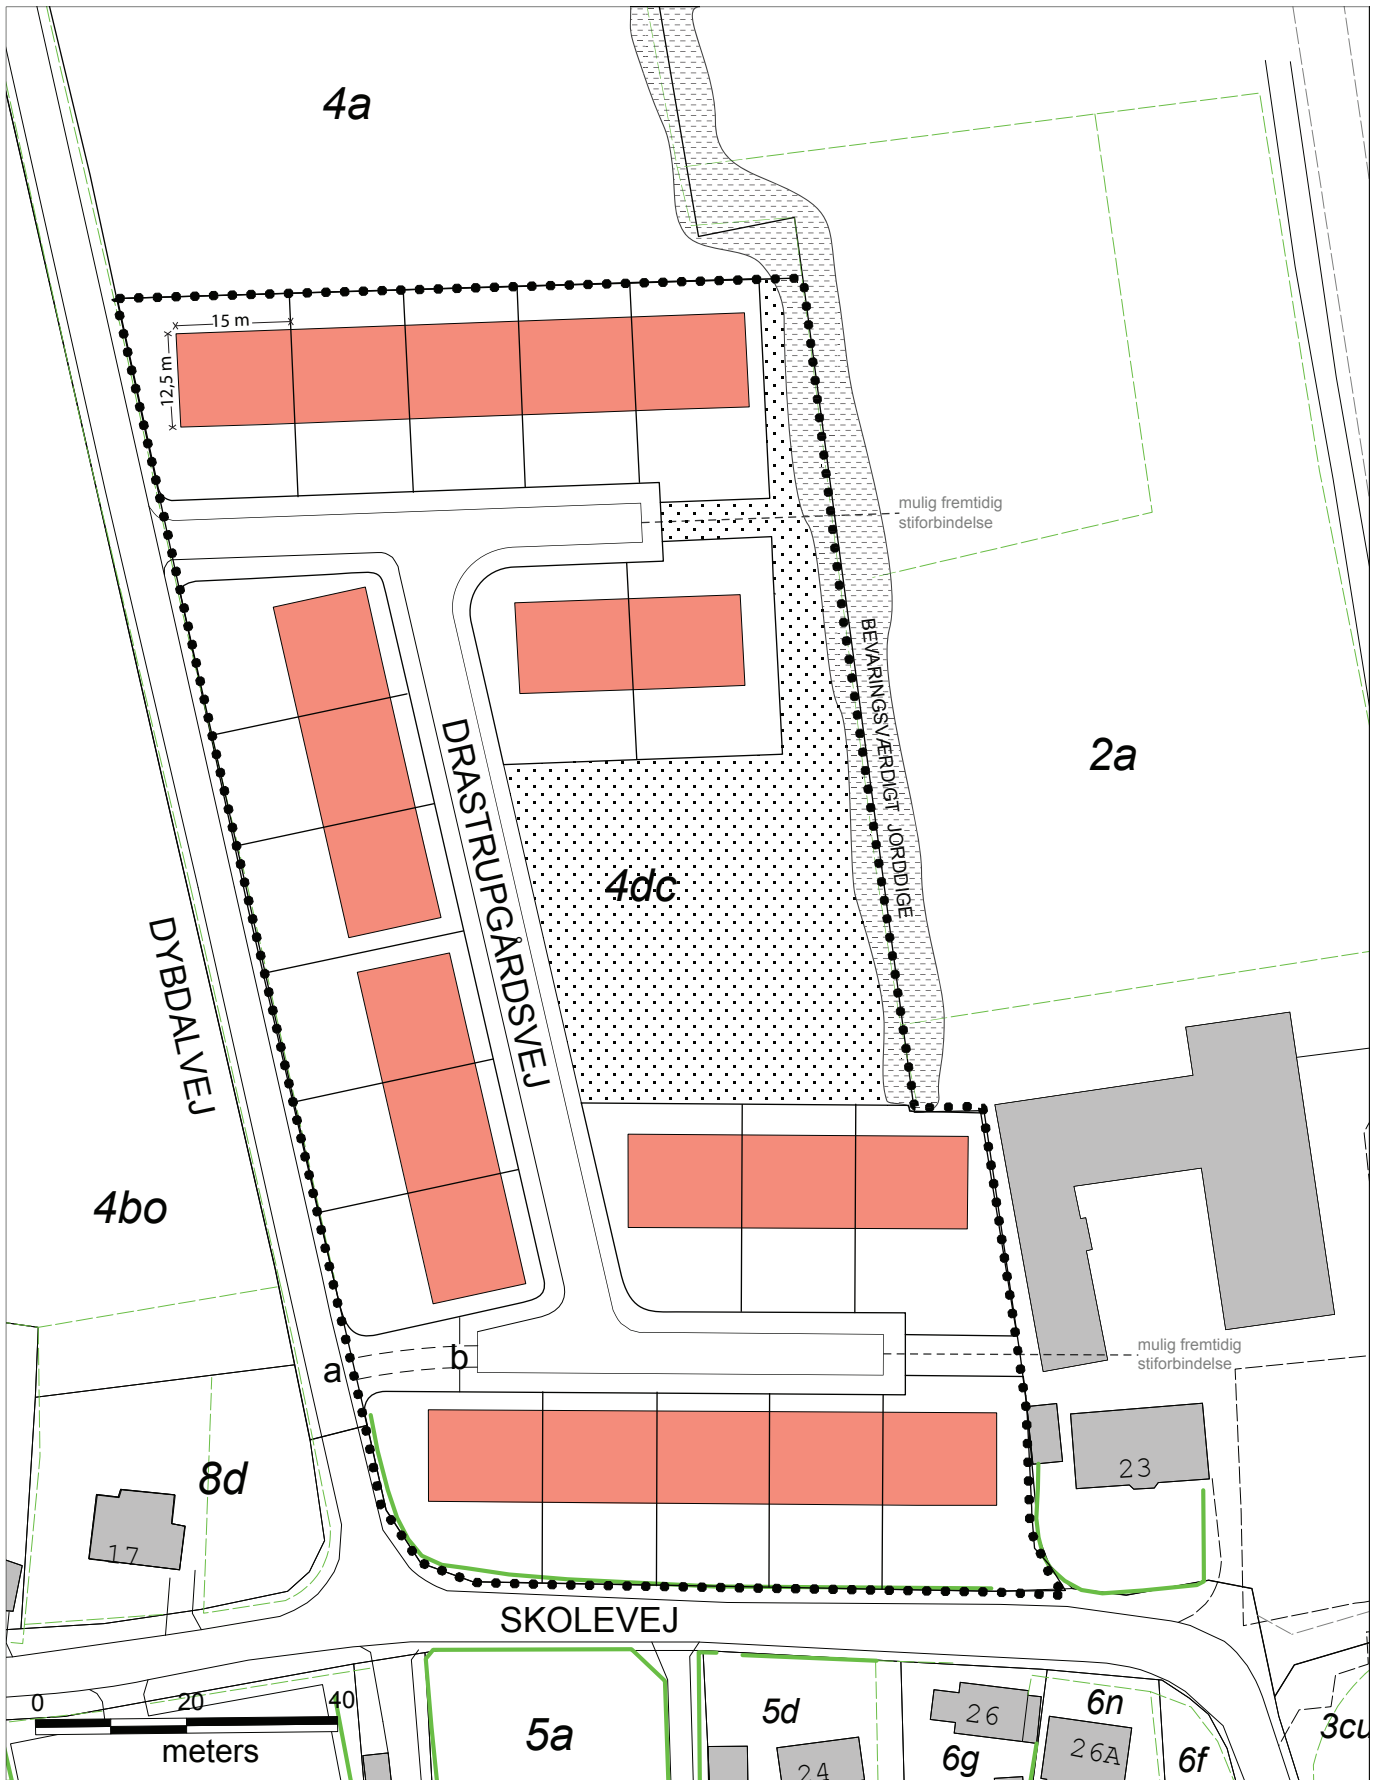 4a
15 m
12,5 m
mulig fremtidig
stiforbindelse
BEVARINGSVÆRDIGT JORDDIGE
2a
DRASTRUPGÅRDSVEJ
4dc
DYBDALVEJ
4bo
mulig fremtidig
stiforbindelse
a
b
8d
23
17
SKOLEVEJ
0 20 40
meters
5a
5d
24
26
6g
6n
26A
6f
3cu